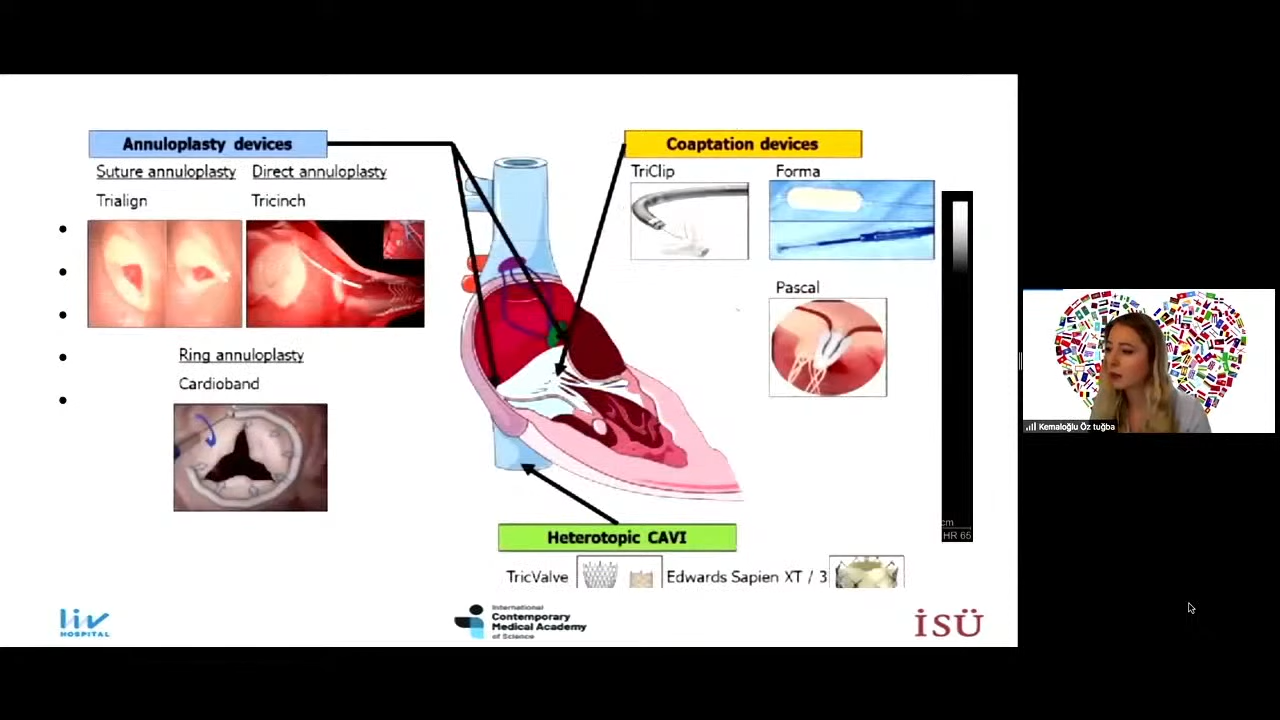 Annuloplasty devices
Suture annuloplasty
Direct annuloplasty
Trialign
Tricinch
Ring annuloplasty
Cardioband
Coaptation devices
TriClip
Forma
Pascal
Heterotopic CAVI
TricValve
Edwards Sapien XT / 3
cm
HR 65
Kemaloğlu Öz tuğba
liv
HOSPITAL
International
Contemporary
Medical Academy
of Science
İSÜ